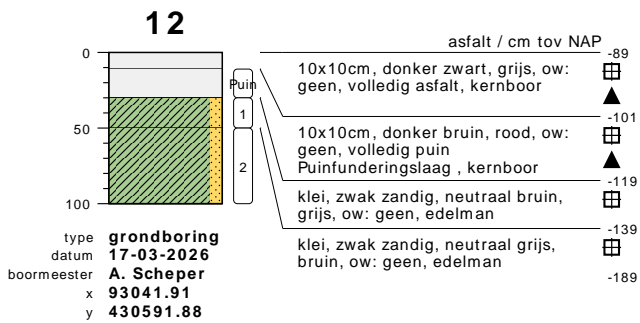 12
asfalt / cm tov NAP
0
-89
10x10cm, donker zwart, grijs, ow:
geen, volledig asfalt, kernboor
Puin
-101
1
50
10x10cm, donker bruin, rood, ow:
geen, volledig puin
Puinfunderingslaag , kernboor
-119
2
klei, zwak zandig, neutraal bruin,
grijs, ow: geen, edelman
100
-139
klei, zwak zandig, neutraal grijs,
bruin, ow: geen, edelman
-189
type grondboring
datum 17-03-2026
boormeester A. Scheper
x 93041.91
y 430591.88